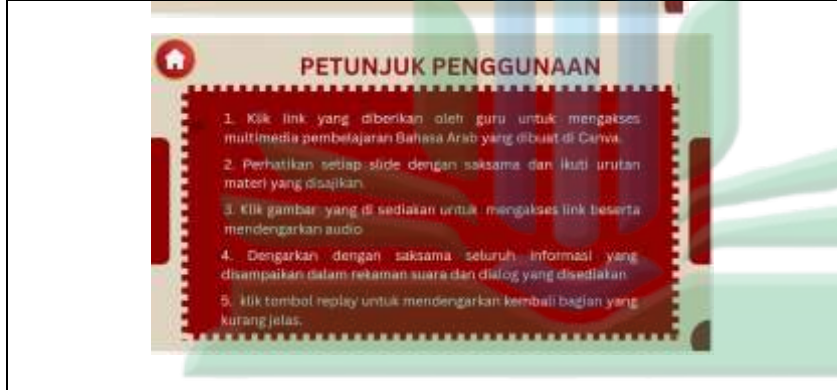 PETUNJUK PENGGUNAAN
1. Klik link yang diberikan oleh guru untuk mengakses
multimedia pembelajaran Bahasa Arab yang dibuat di Canva.
2. Perhatikan setiap slide dengan saksama dan ikuti urutan
materi yang disajikan.
3. Klik gambar yang di sediakan untuk mengakses link beserta
mendengarkan audio
4. Dengarkan dengan saksama seluruh informasi yang
disampaikan dalam rekaman suara dan dialog yang disediakan
5. klik tombol replay untuk mendengarkan kembali bagian yang
kurang jelas.